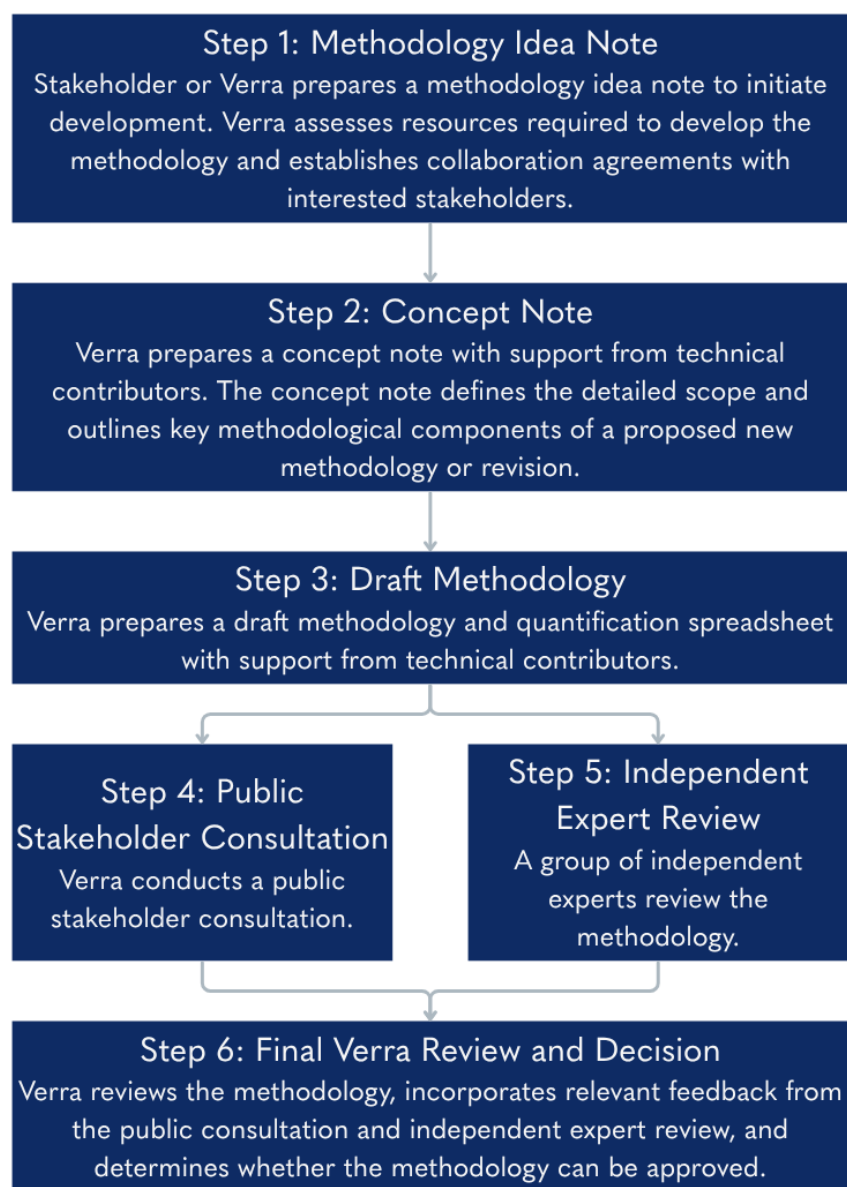 Step 1: Methodology Idea Note
Stakeholder or Verra prepares a methodology idea note to initiate
development. Verra assesses resources required to develop the
methodology and establishes collaboration agreements with
interested stakeholders.
Step 2: Concept Note
Verra prepares a concept note with support from technical
contributors. The concept note defines the detailed scope and
outlines key methodological components of a proposed new
methodology or revision.
Step 3: Draft Methodology
Verra prepares a draft methodology and quantification spreadsheet
with support from technical contributors.
Step 4: Public
Stakeholder Consultation
Verra conducts a public
stakeholder consultation.
Step 5: Independent
Expert Review
A group of independent
experts review the
methodology.
Step 6: Final Verra Review and Decision
Verra reviews the methodology, incorporates relevant feedback from
the public consultation and independent expert review, and
determines whether the methodology can be approved.